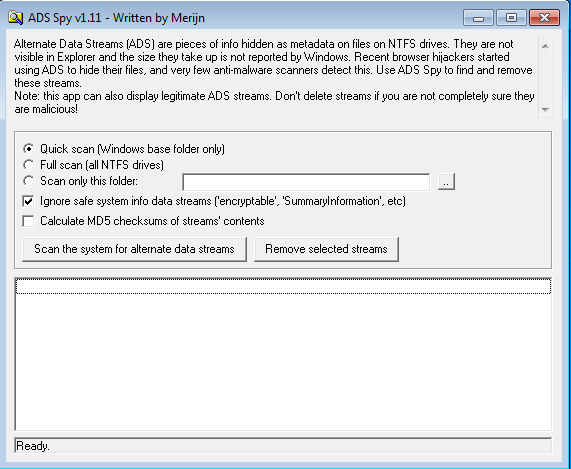 ADS Spy v1.11 - Written by Merijn
Alternate Data Streams (ADS) are pieces of info hidden as metadata on files on NTFS drives. They are
not visible in Explorer and the size they take up is not reported by Windows. Recent browser hijackers started
using ADS to hide their files, and very few anti-malware scanners detect this. Use ADS Spy to find and remove
these streams.
Note: this app can also display legitimate ADS streams. Don't delete streams if you are not completely sure they
are malicious!
Quick scan (Windows base folder only)
Full scan (all NTFS drives)
Scan only this folder:
..
Ignore safe system info data streams ('encryptable', 'SummaryInformation', etc)
Calculate MD5 checksums of streams' contents
Scan the system for alternate data streams
Remove selected streams
Ready.